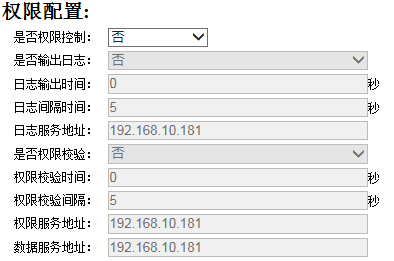 权限配置:
是否权限控制: 否
是否输出日志: 否
日志输出时间: 0 秒
日志间隔时间: 5 秒
日志服务地址: 192.168.10.181
是否权限校验: 否
权限校验时间: 0 秒
权限校验间隔: 5 秒
权限服务地址: 192.168.10.181
数据服务地址: 192.168.10.181